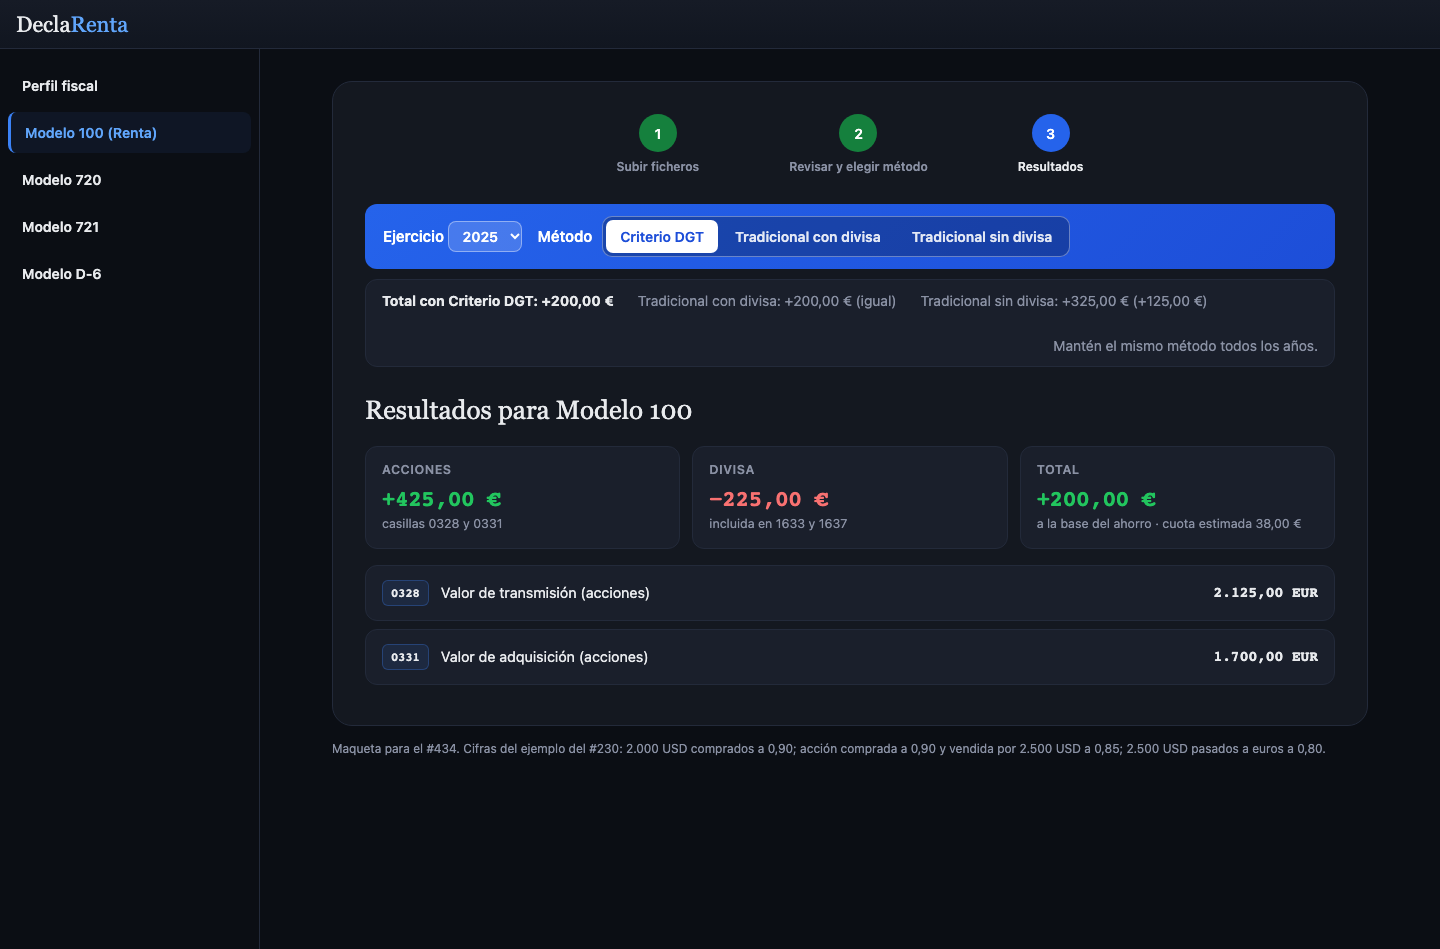 DeclaRenta
Perfil fiscal
Modelo 100 (Renta)
Modelo 720
Modelo 721
Modelo D-6
1
2
3
Subir ficheros
Revisar y elegir método
Resultados
Ejercicio 2025 Método Criterio DGT Tradicional con divisa Tradicional sin divisa
Total con Criterio DGT: +200,00 € Tradicional con divisa: +200,00 € (igual) Tradicional sin divisa: +325,00 € (+125,00 €)
Mantén el mismo método todos los años.
Resultados para Modelo 100
ACCIONES
+425,00 €
casillas 0328 y 0331
DIVISA
−225,00 €
incluida en 1633 y 1637
TOTAL
+200,00 €
a la base del ahorro · cuota estimada 38,00 €
0328 Valor de transmisión (acciones) 2.125,00 EUR
0331 Valor de adquisición (acciones) 1.700,00 EUR
Maqueta para el #434. Cifras del ejemplo del #230: 2.000 USD comprados a 0,90; acción comprada a 0,90 y vendida por 2.500 USD a 0,85; 2.500 USD pasados a euros a 0,80.